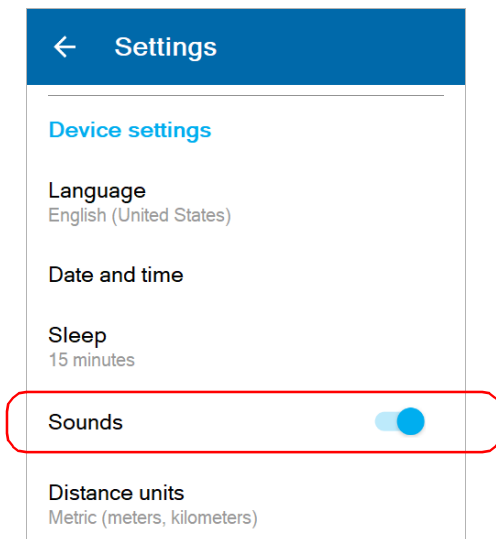 Settings
Device settings
Language
English (United States)
Date and time
Sleep
15 minutes
Sounds
Distance units
Metric (meters, kilometers)